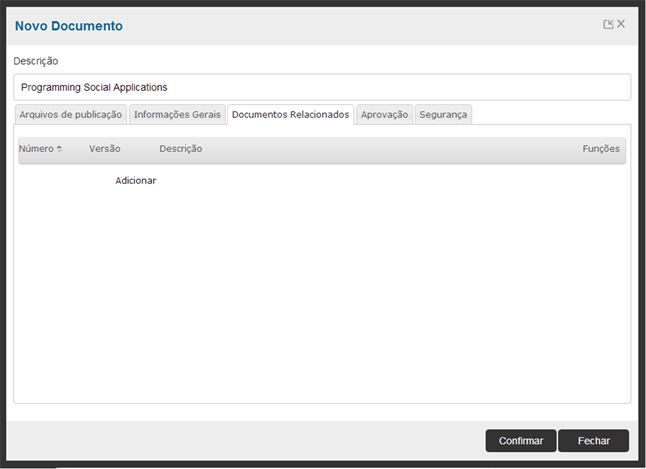 Novo Documento
Descrição
Programming Social Applications
Arquivos de publicação Informações Gerais Documentos Relacionados Aprovação Segurança
Número Versão Descrição Funções
Adicionar
Confirmar Fechar